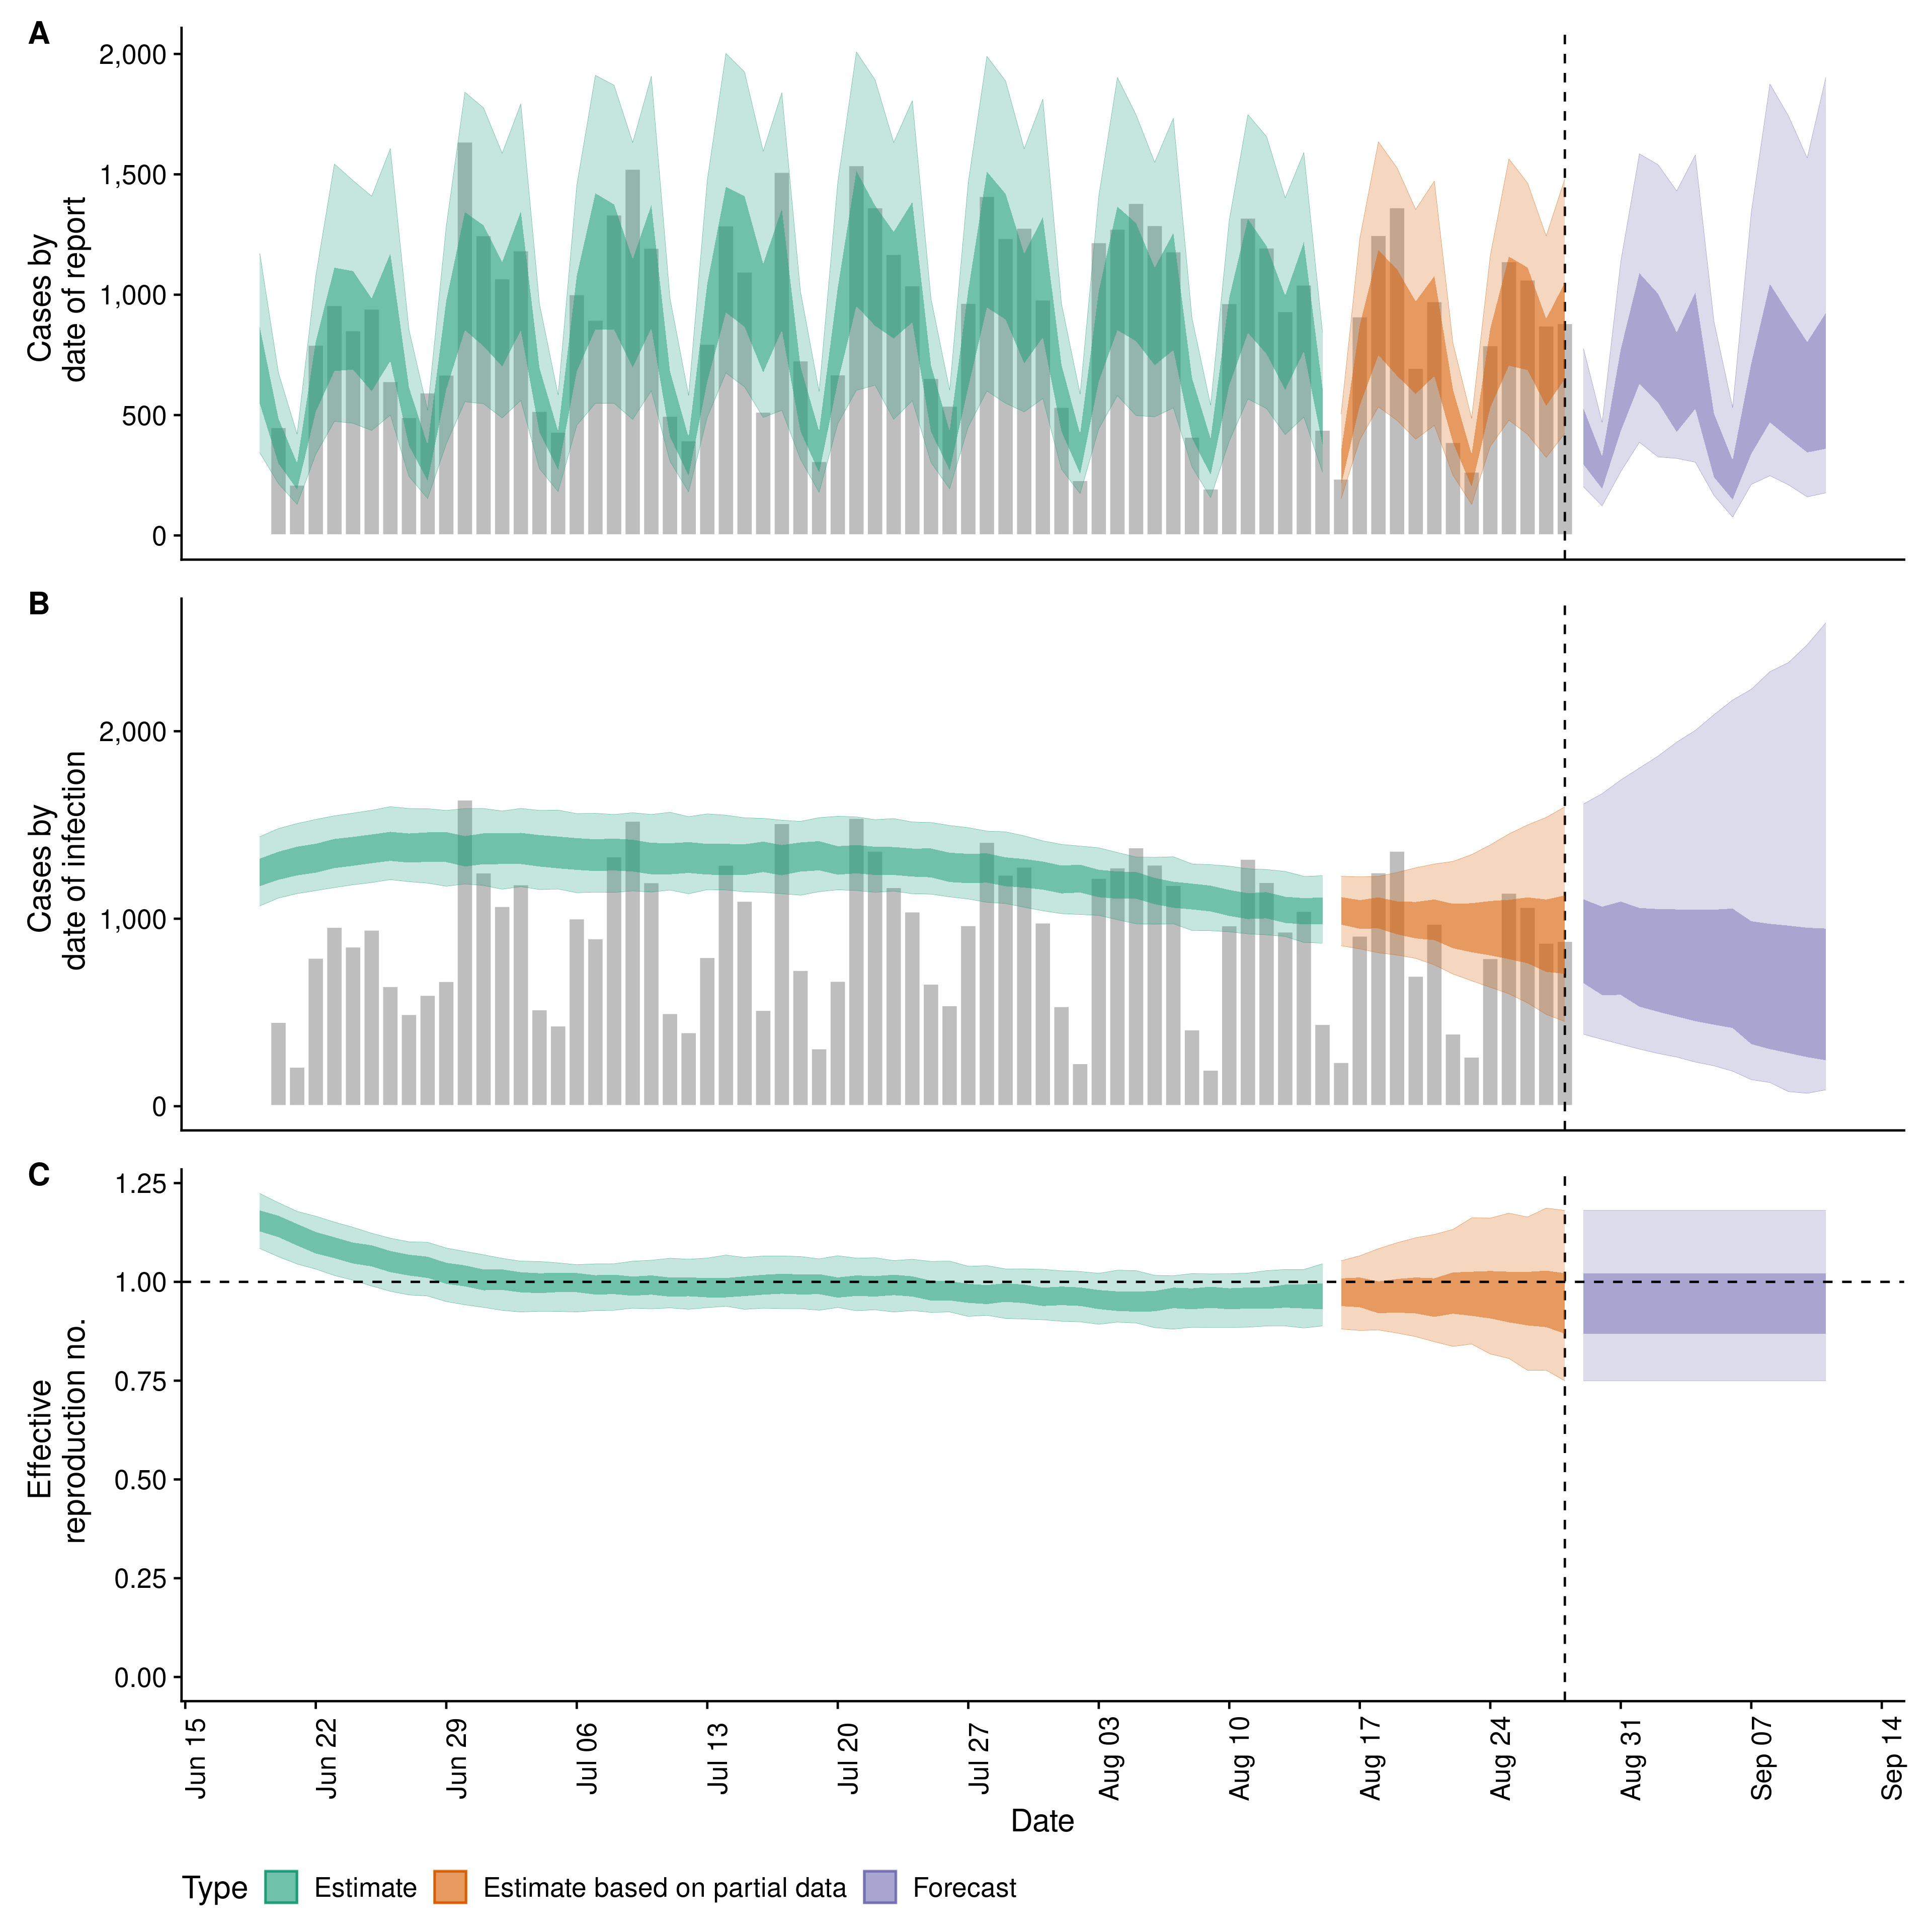 A
2,000
1,500
1,000
500
0
Cases by
date of report
B
2,000
1,000
0
Cases by
date of infection
C
1.25
1.00
0.75
0.50
0.25
0.00
Effective
reproduction no.
Jun 15
Jun 22
Jun 29
Jul 06
Jul 13
Jul 20
Jul 27
Aug 03
Aug 10
Aug 17
Aug 24
Aug 31
Sep 07
Sep 14
Date
Type Estimate Estimate based on partial data Forecast